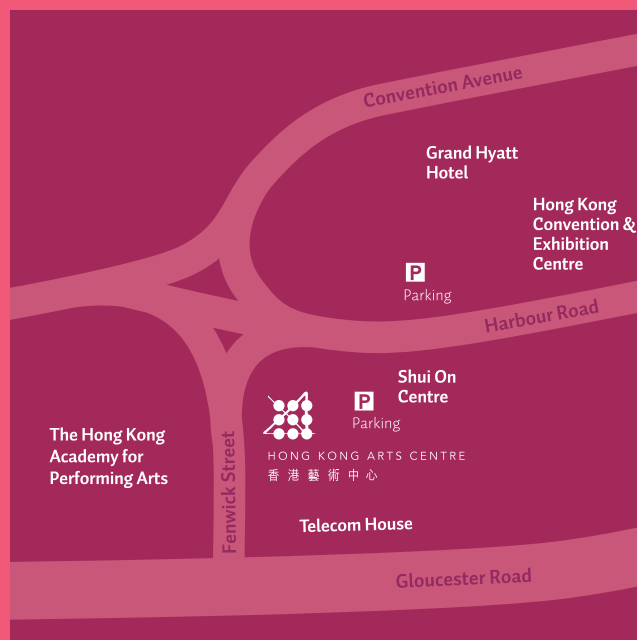 Convention Avenue
Grand Hyatt
Hotel
Hong Kong
Convention &
Exhibition
Centre
P
Parking
Harbour Road
Shui On
Centre
P
Parking
The Hong Kong
Academy for
Performing Arts
Fenwick Street
HONG KONG ARTS CENTRE
香港藝術中心
Telecom House
Gloucester Road